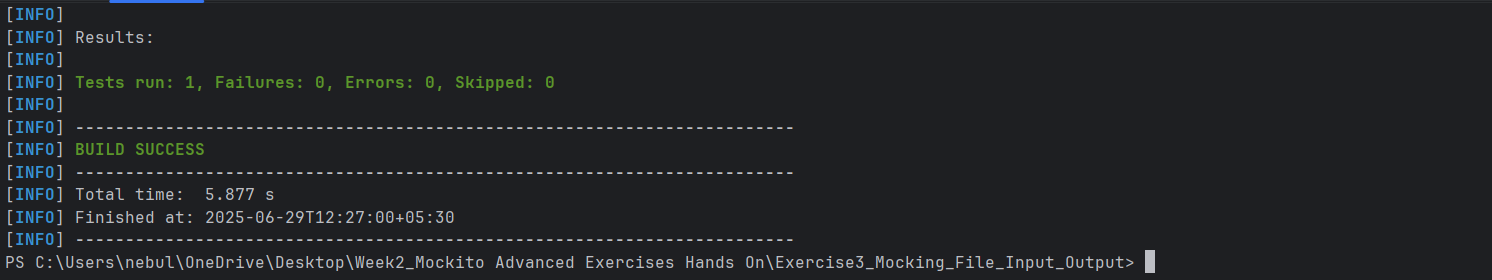 [INFO]
[INFO] Results:
[INFO]
[INFO] Tests run: 1, Failures: 0, Errors: 0, Skipped: 0
[INFO]
[INFO] ------------------------------------------------------------------------
[INFO] BUILD SUCCESS
[INFO] ------------------------------------------------------------------------
[INFO] Total time:  5.877 s
[INFO] Finished at: 2025-06-29T12:27:00+05:30
[INFO] ------------------------------------------------------------------------
PS C:\Users\nebul\OneDrive\Desktop\Week2_Mockito Advanced Exercises Hands On\Exercise3_Mocking_File_Input_Output>